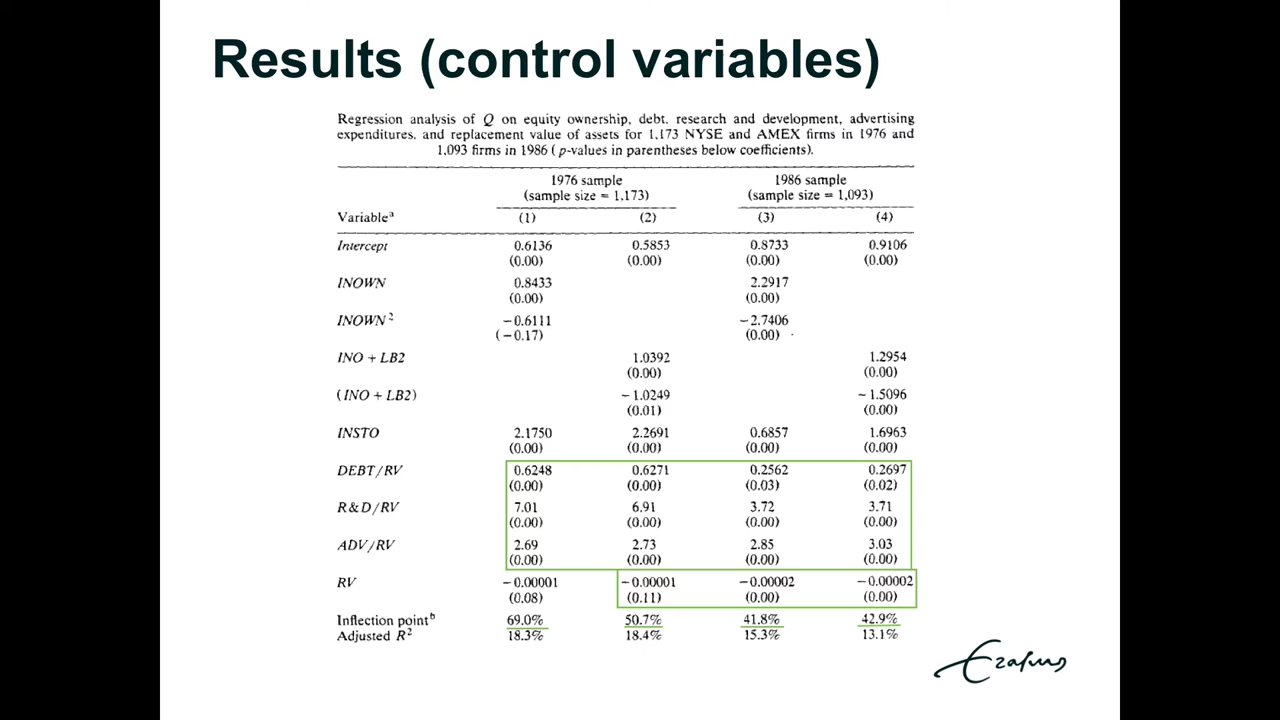 Results (control variables)
Regression analysis of Q on equity ownership, debt, research and development, advertising
expenditures, and replacement value of assets for 1,173 NYSE and AMEX firms in 1976 and
1,093 firms in 1986 (p-values in parentheses below coefficients).
1976 sample 1986 sample
(sample size = 1,173) (sample size = 1,093)
Variableᵃ (1) (2) (3) (4)
Intercept 0.6136 0.5853 0.8733 0.9106
(0.00) (0.00) (0.00) (0.00)
INOWN 0.8433 2.2917
(0.00) (0.00)
INOWN² −0.6111 −2.7406
(−0.17) (0.00)
INO + LB2 1.0392 1.2954
(0.00) (0.00)
(INO + LB2) −1.0249 −1.5096
(0.01) (0.00)
INSTO 2.1750 2.2691 0.6857 1.6963
(0.00) (0.00) (0.00) (0.00)
DEBT/RV 0.6248 0.6271 0.2562 0.2697
(0.00) (0.00) (0.03) (0.02)
R&D/RV 7.01 6.91 3.72 3.71
(0.00) (0.00) (0.00) (0.00)
ADV/RV 2.69 2.73 2.85 3.03
(0.00) (0.00) (0.00) (0.00)
RV −0.00001 −0.00001 −0.00002 −0.00002
(0.08) (0.11) (0.00) (0.00)
Inflection pointᵇ 69.0% 50.7% 41.8% 42.9%
Adjusted R² 18.3% 18.4% 15.3% 13.1%
Erasmus